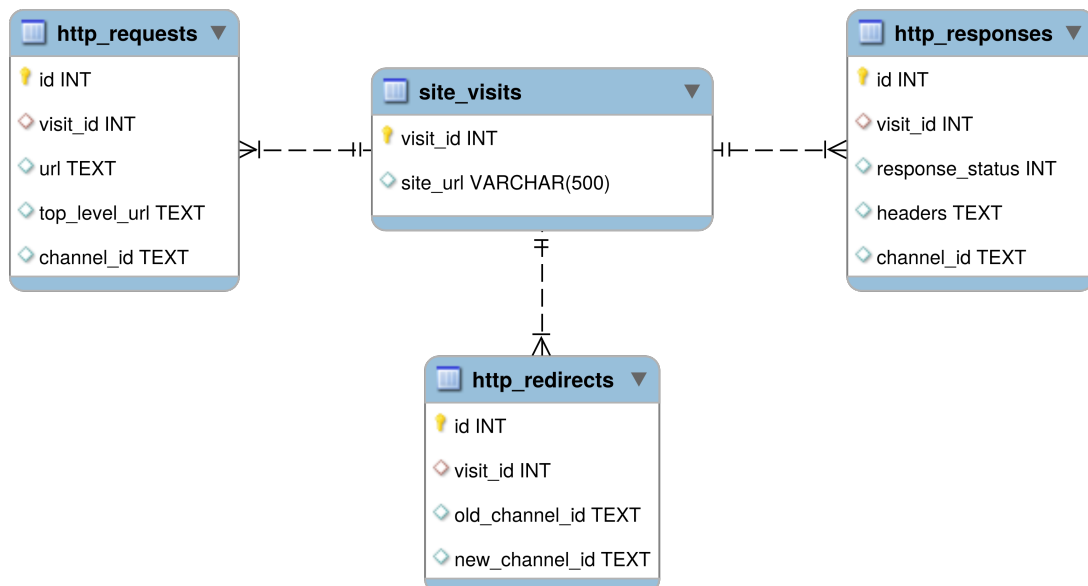 http_requests
id INT
visit_id INT
url TEXT
top_level_url TEXT
channel_id TEXT
site_visits
visit_id INT
site_url VARCHAR(500)
http_responses
id INT
visit_id INT
response_status INT
headers TEXT
channel_id TEXT
http_redirects
id INT
visit_id INT
old_channel_id TEXT
new_channel_id TEXT